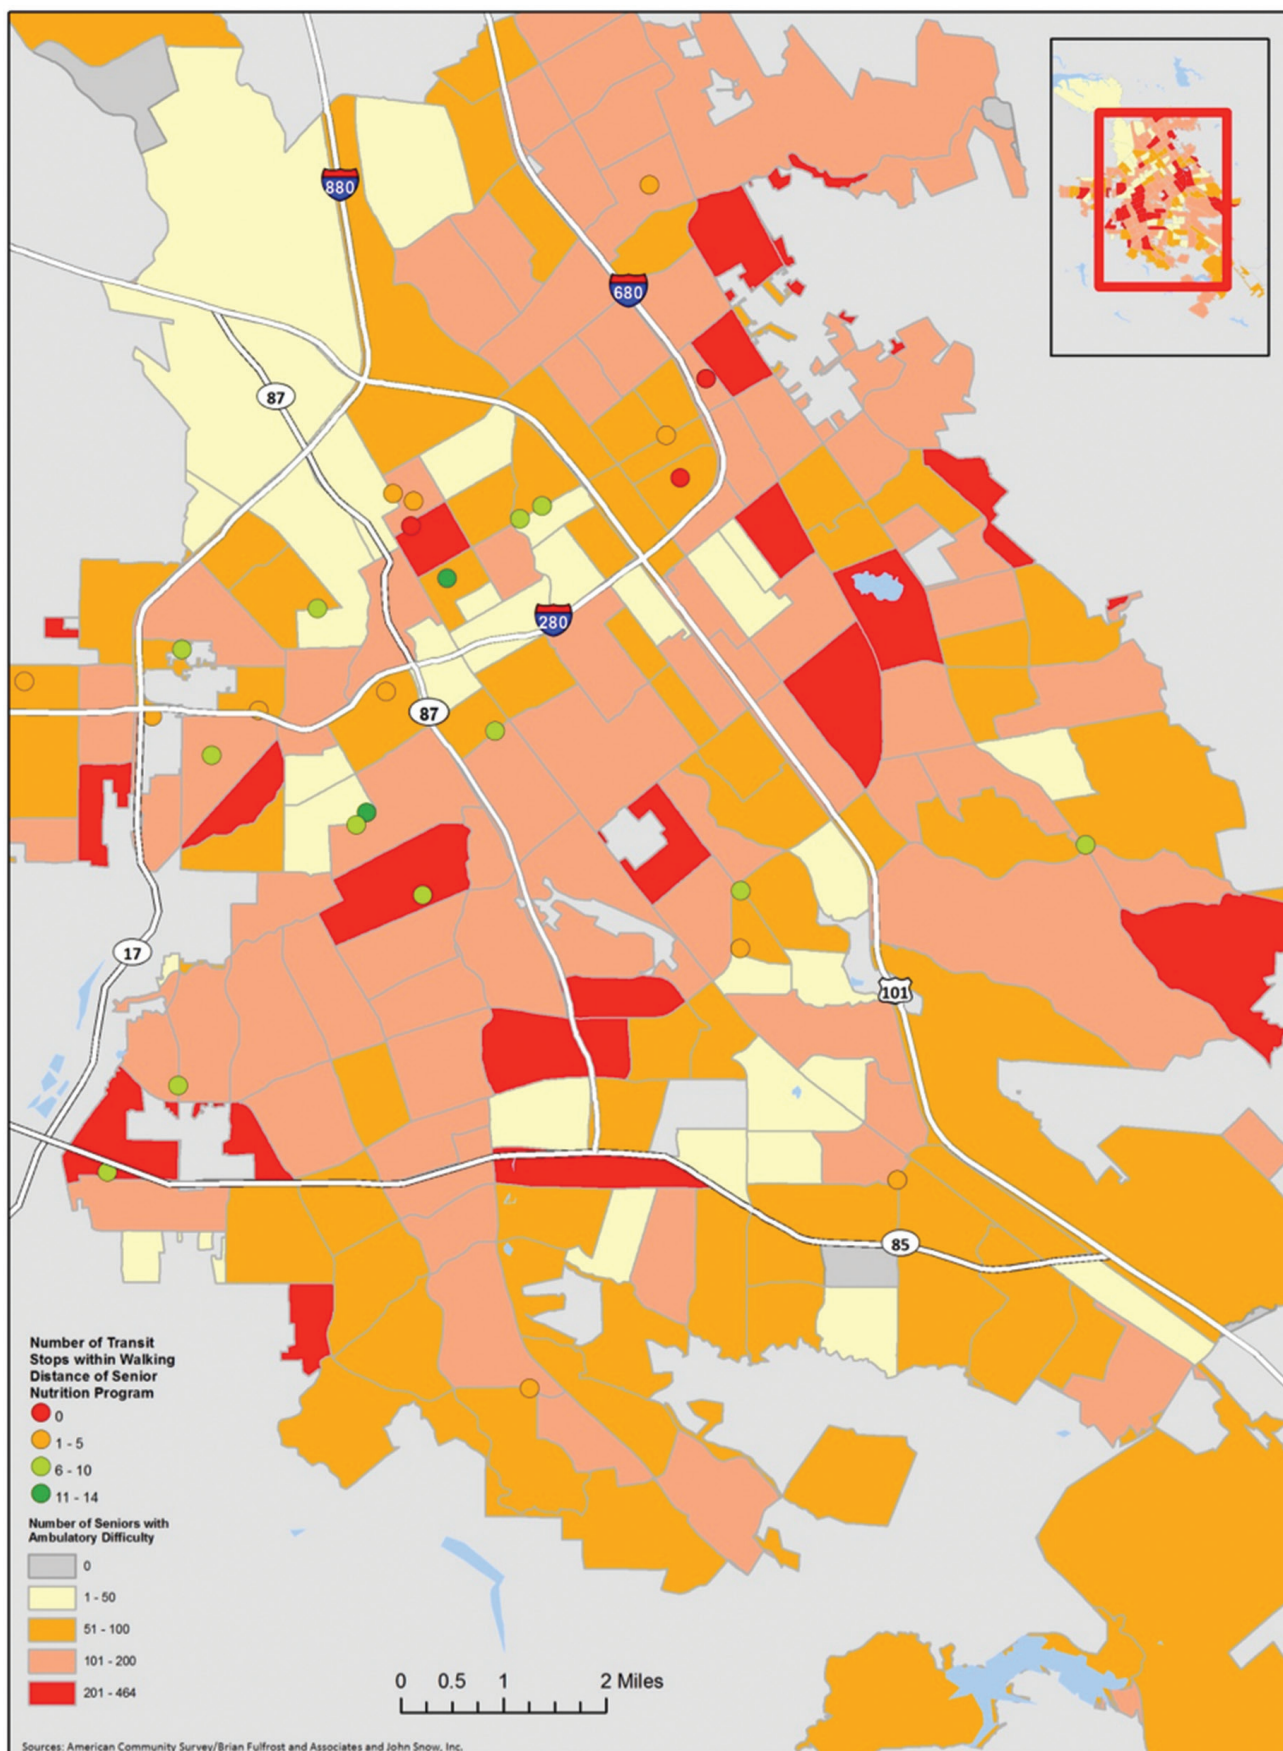 880
680
87
280
87
17
101
85
Number of Transit
Stops within Walking
Distance of Senior
Nutrition Program
0
1 - 5
6 - 10
11 - 14
Number of Seniors with
Ambulatory Difficulty
0
1 - 50
51 - 100
101 - 200
201 - 464
0 0.5 1 2 Miles
Sources: American Community Survey/Brian Fulfrost and Associates and John Snow, Inc.